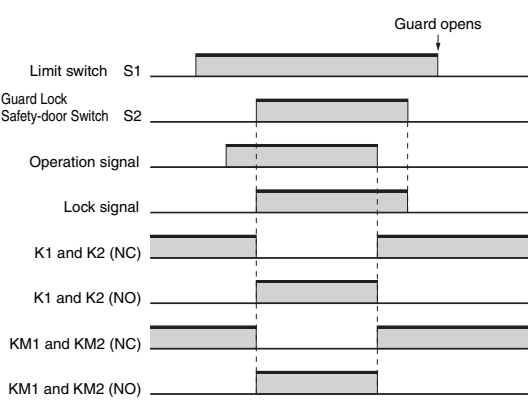 Guard opens
Limit switch S1
Guard Lock
Safety-door Switch S2
Operation signal
Lock signal
K1 and K2 (NC)
K1 and K2 (NO)
KM1 and KM2 (NC)
KM1 and KM2 (NO)